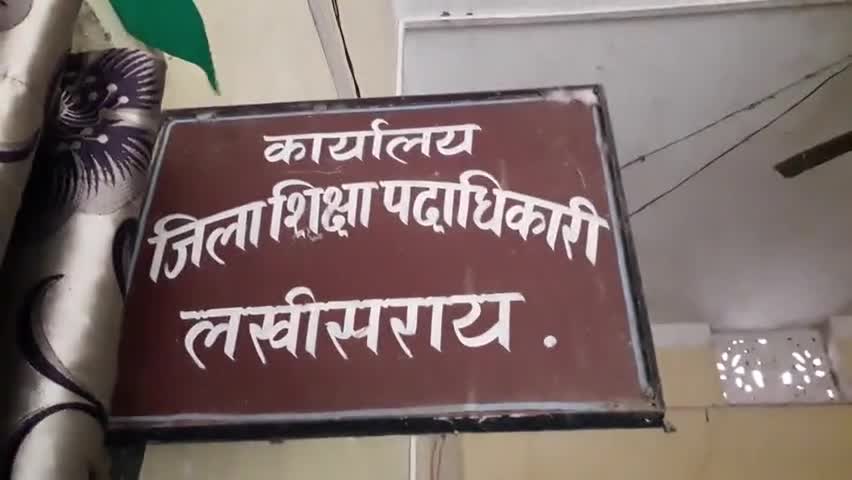 कार्यालय
जिला शिक्षा पदाधिकारी
लखीसराय .